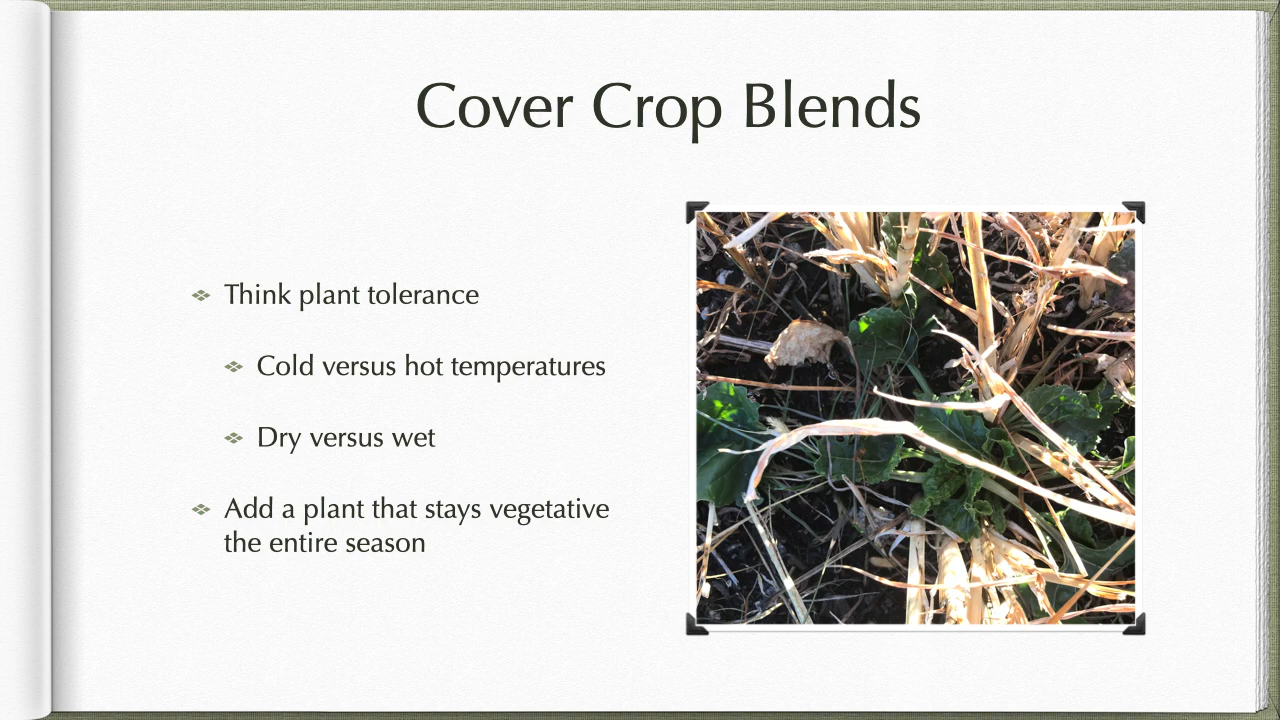 Cover Crop Blends
Think plant tolerance
Cold versus hot temperatures
Dry versus wet
Add a plant that stays vegetative
the entire season